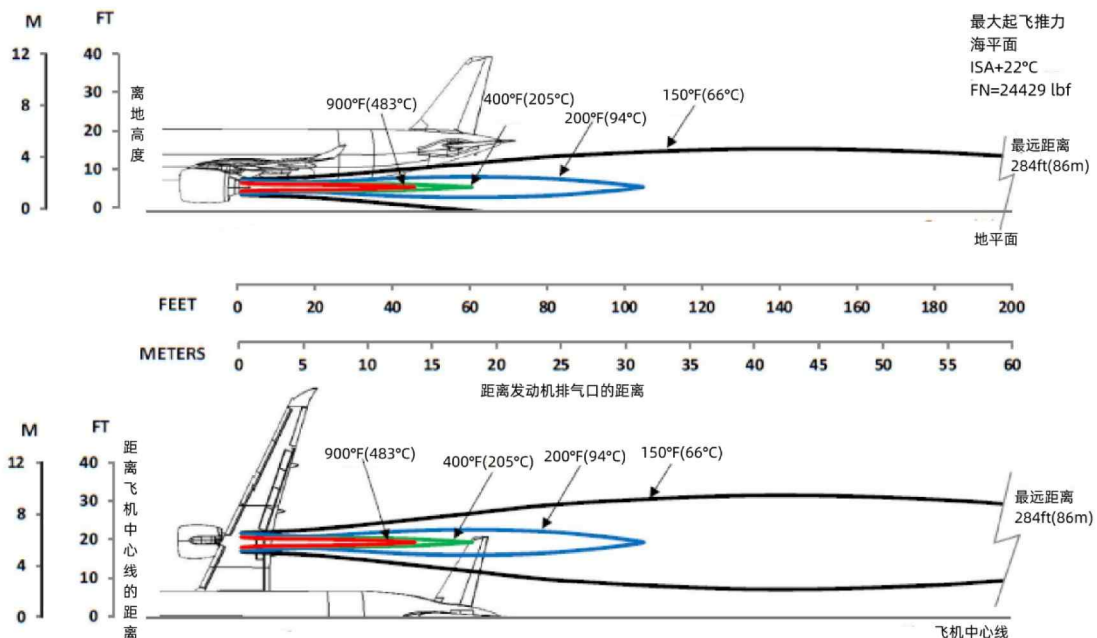 M
FT
最大起飞推力
海平面
ISA+22°C
FN=24429 lbf
12
40
30
8
20
4
10
0
0
离地高度
900°F(483°C)
400°F(205°C)
200°F(94°C)
150°F(66°C)
最远距离
284ft(86m)
地平面
FEET
0 20 40 60 80 100 120 140 160 180 200
METERS
0 5 10 15 20 25 30 35 40 45 50 55 60
距离发动机排气口的距离
M
FT
12
40
30
8
20
4
10
0
0
距离飞机中心线的距离
900°F(483°C)
400°F(205°C)
200°F(94°C)
150°F(66°C)
最远距离
284ft(86m)
飞机中心线